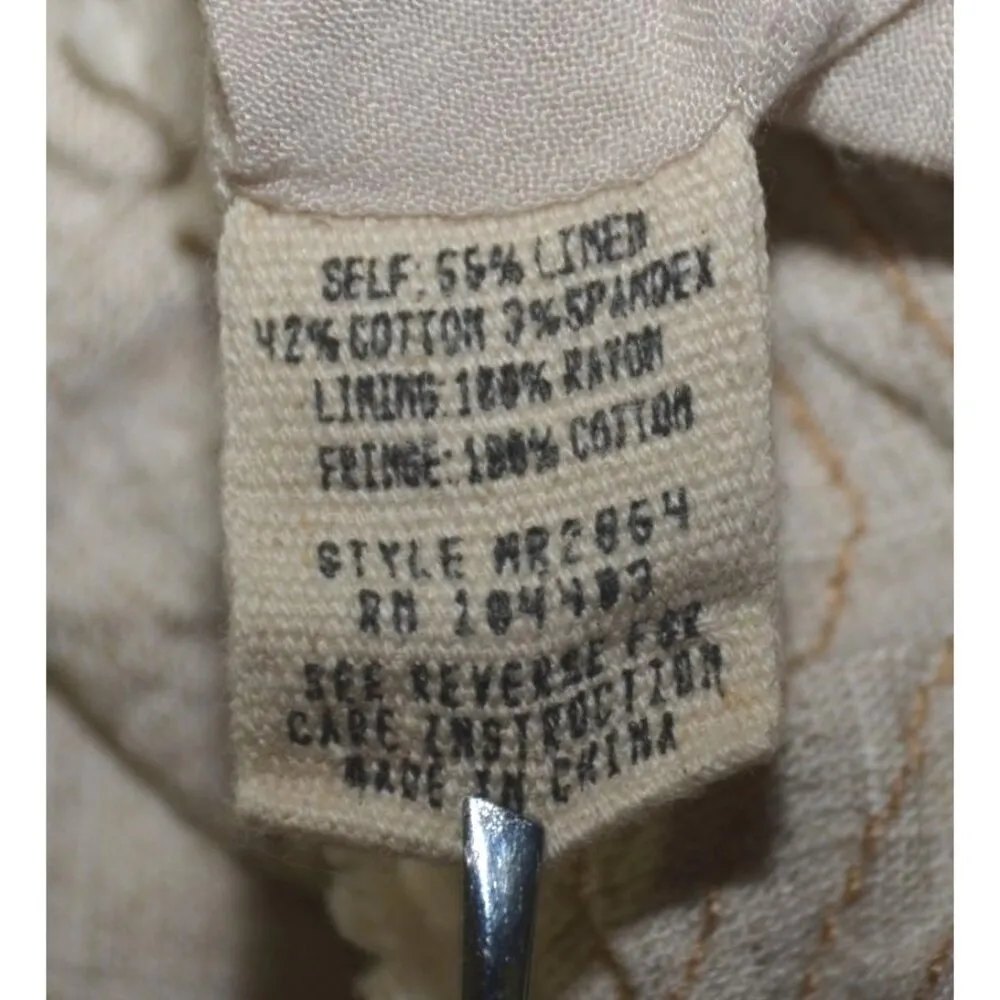 SELF: 55% LINEN
42% COTTON 3% SPANDEX
LINING: 100% RAYON
FRINGE: 100% COTTON
STYLE MR2864
RN 104403
SEE REVERSE FOR
CARE INSTRUCTION
MADE IN CHINA